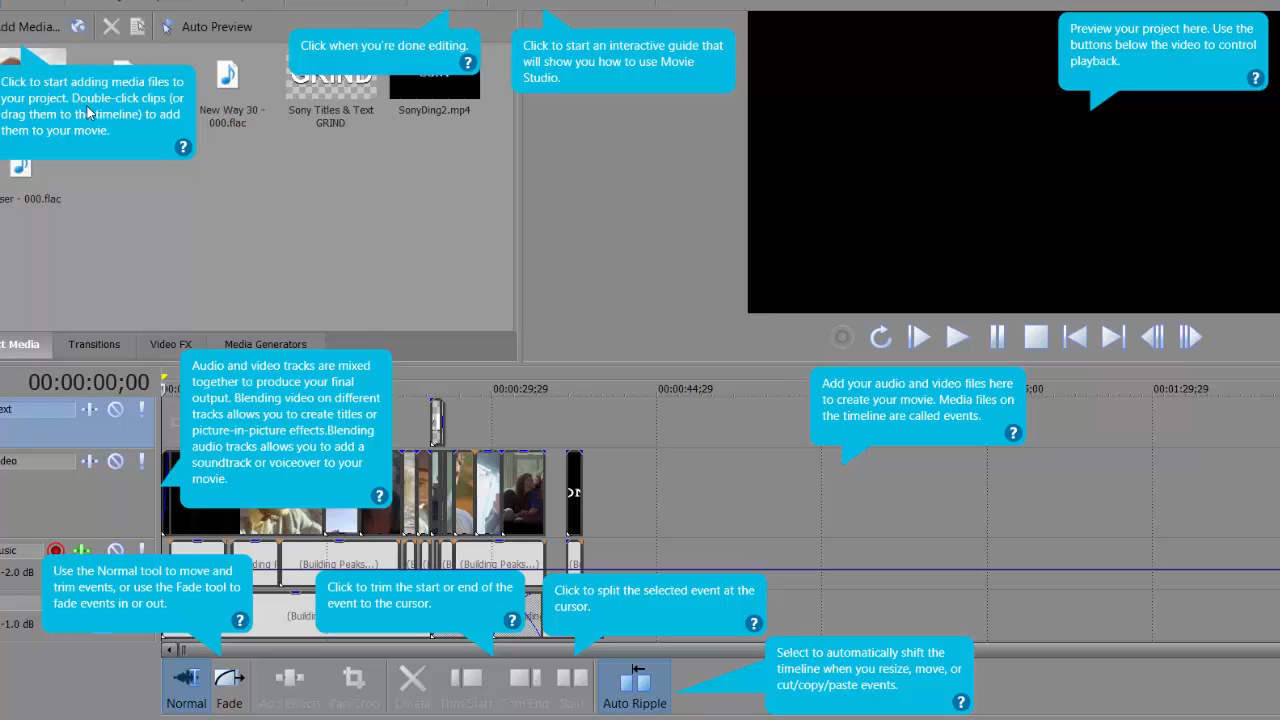 dd Media...
Auto Preview
Click to start adding media files to
your project. Double-click clips (or
drag them to the timeline) to add
them to your movie.
Click when you're done editing.
Click to start an interactive guide that
will show you how to use Movie
Studio.
Preview your project here. Use the
buttons below the video to control
playback.
GRIND
New Way 30 -
000.flac
Sony Titles & Text
GRIND
SonyDing2.mp4
ser - 000.flac
ct Media
Transitions
Video FX
Media Generators
00:00:00;00
00:00:29;29
00:00:44;29
00;00
00:01:29;29
ext
ideo
usic
-2.0 dB
-1.0 dB
Audio and video tracks are mixed
together to produce your final
output. Blending video on different
tracks allows you to create titles or
picture-in-picture effects.Blending
audio tracks allows you to add a
soundtrack or voiceover to your
movie.
Add your audio and video files here
to create your movie. Media files on
the timeline are called events.
(Building Peaks...)
Use the Normal tool to move and
trim events, or use the Fade tool to
fade events in or out.
Click to trim the start or end of the
event to the cursor.
Click to split the selected event at the
cursor.
Select to automatically shift the
timeline when you resize, move, or
cut/copy/paste events.
Normal
Fade
Add Effects
Pan/Crop
Delete
Trim Start
Trim End
Split
Auto Ripple